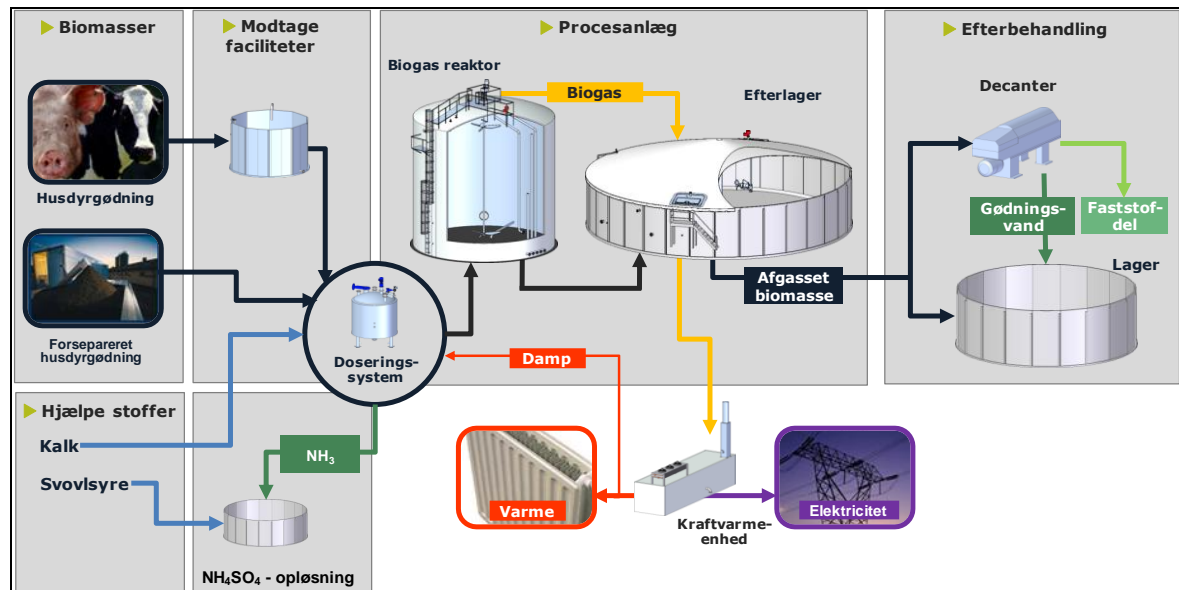 Biomasser
Husdyrgødning
Forsepareret
husdyrgødning
Modtage
faciliteter
Doserings-
system
Procesanlæg
Biogas reaktor
Biogas
Efterlager
Afgasset
biomasse
Efterbehandling
Decanter
Gødnings-
vand
Faststof-
del
Lager
Hjælpe stoffer
Kalk
Svovlsyre
NH₃
NH₄SO₄ - opløsning
Damp
Varme
Kraftvarme-
enhed
Elektricitet